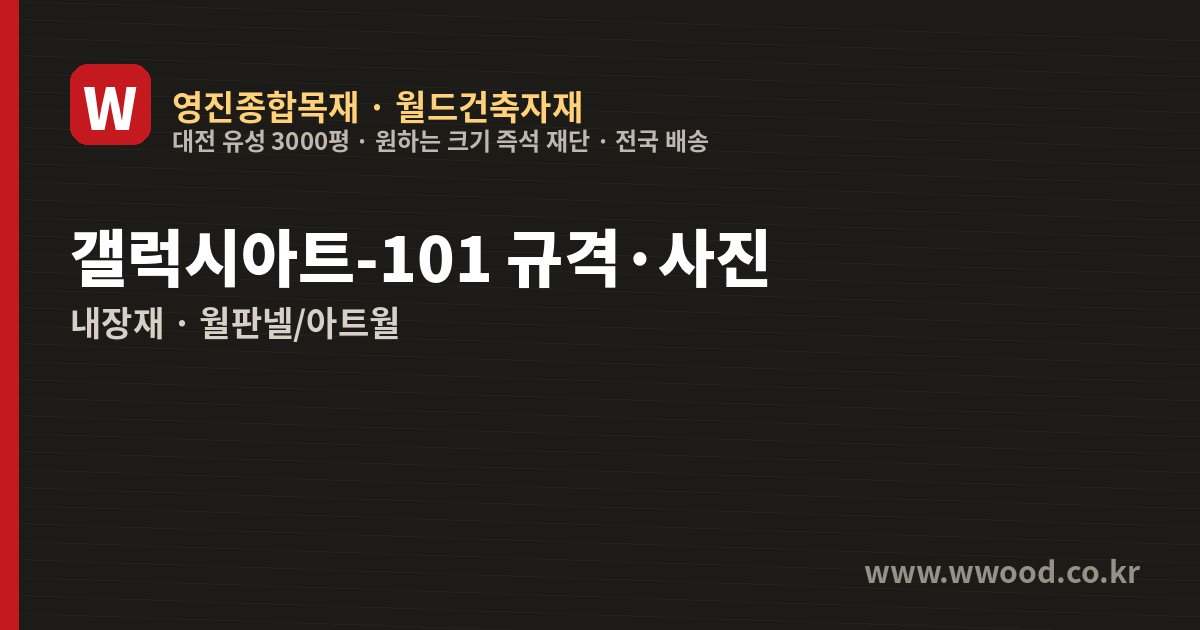 W
영진종합목재 · 월드건축자재
대전 유성 3000평 · 원하는 크기 즉석 재단 · 전국 배송
갤럭시아트-101 규격·사진
내장재 · 월판넬/아트월
www.wwood.co.kr